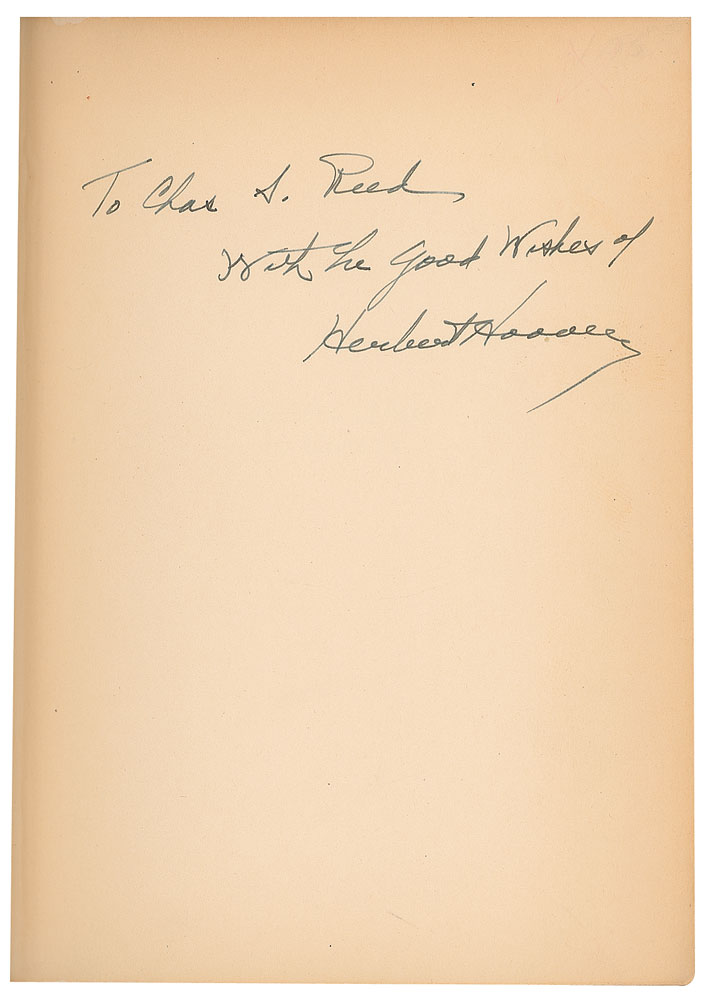 To Chas S. Reed
With the Good Wishes of
Herbert Hoover